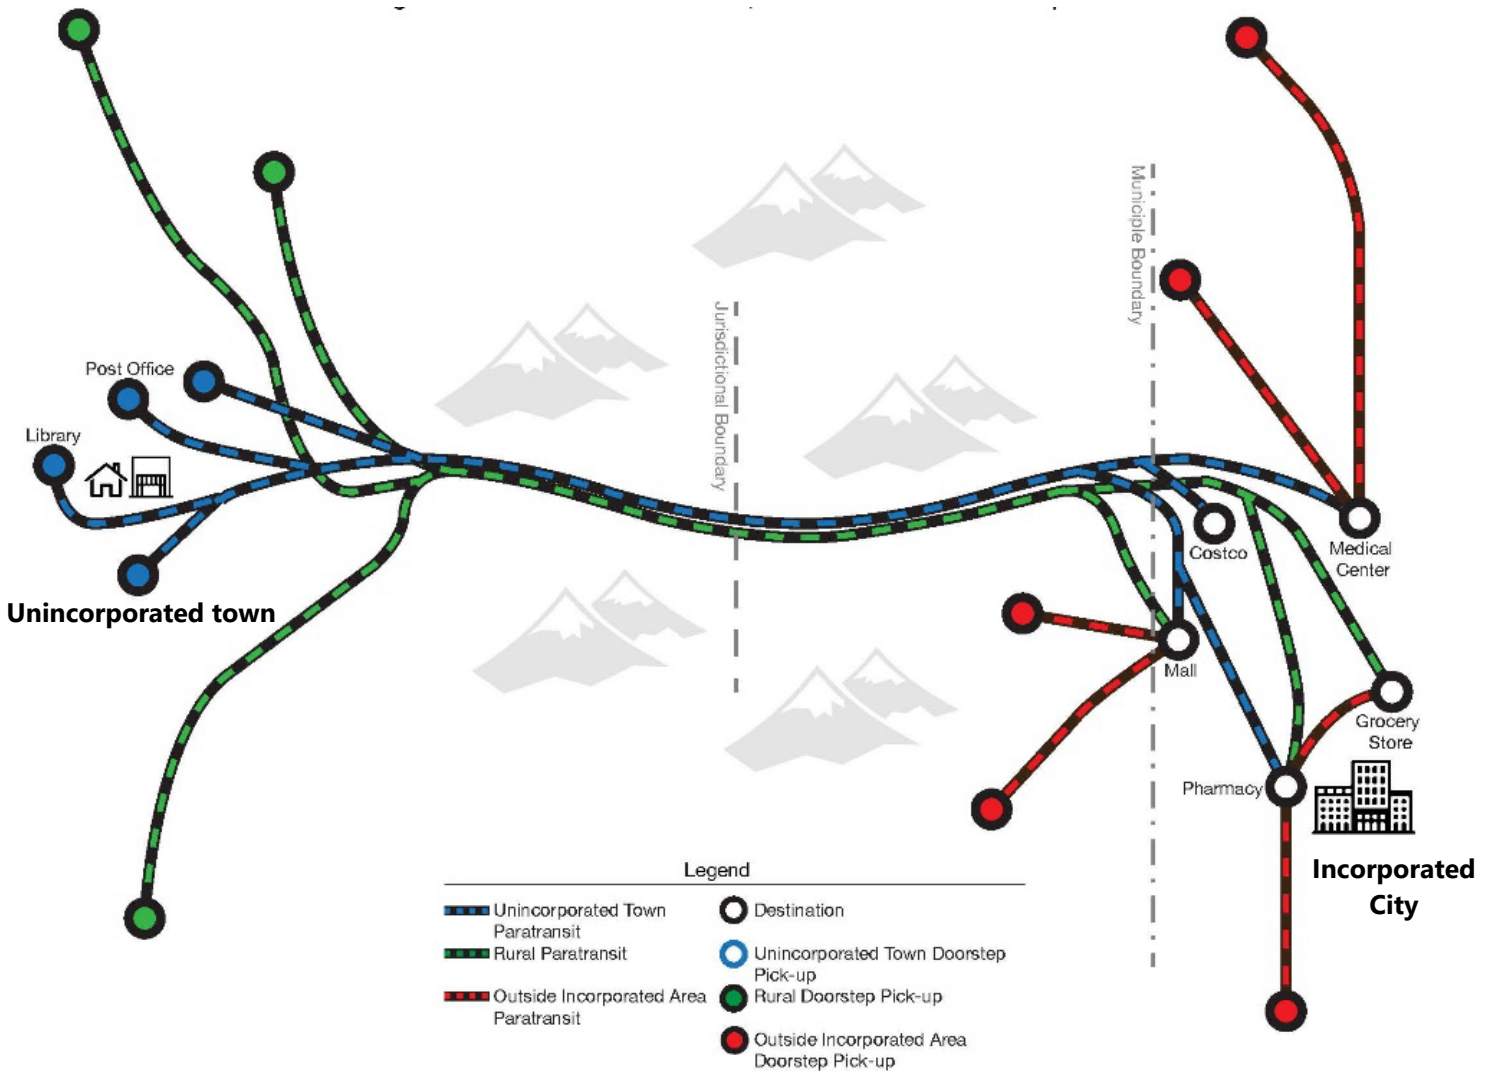 Municiple Boundary
Jurisdictional Boundary
Post Office
Library
Unincorporated town
Costco
Medical
Center
Mall
Grocery
Store
Pharmacy
Incorporated
City
Legend
Unincorporated Town
Paratransit
Rural Paratransit
Outside Incorporated Area
Paratransit
Destination
Unincorporated Town Doorstep
Pick-up
Rural Doorstep Pick-up
Outside Incorporated Area
Doorstep Pick-up